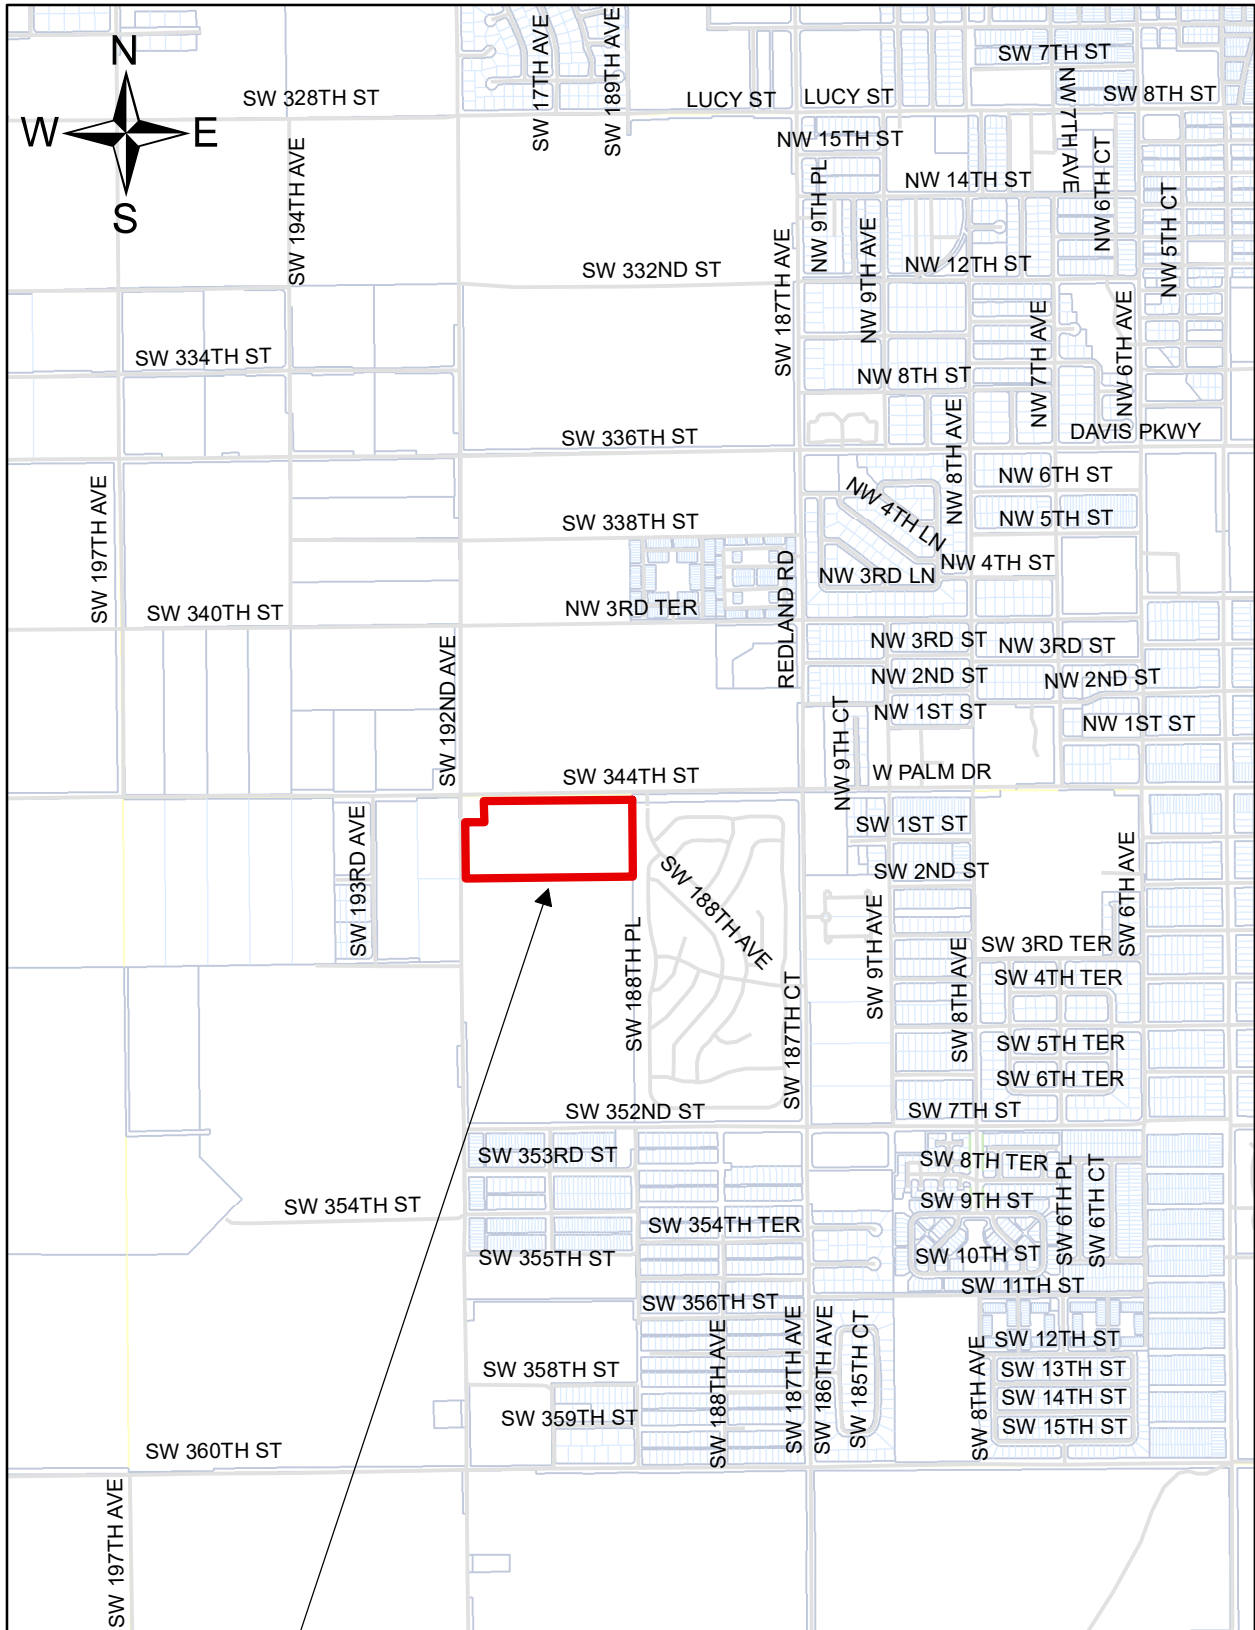 SW 17TH AVE
SW 189TH AVE
SW 7TH ST
N
SW 328TH ST
LUCY ST
LUCY ST
SW 8TH ST
W
E
NW 7TH AVE
NW 15TH ST
S
SW 194TH AVE
NW 9TH PL
NW 14TH ST
NW 6TH CT
NW 5TH CT
SW 187TH AVE
NW 9TH AVE
SW 332ND ST
NW 12TH ST
SW 334TH ST
NW 8TH ST
NW 7TH AVE
NW 6TH AVE
SW 336TH ST
NW 8TH AVE
DAVIS PKWY
SW 197TH AVE
NW 4TH LN
NW 6TH ST
SW 338TH ST
NW 5TH ST
NW 3RD LN
NW 4TH ST
REDLAND RD
SW 340TH ST
NW 3RD TER
SW 192ND AVE
NW 3RD ST
NW 3RD ST
NW 2ND ST
NW 2ND ST
NW 9TH CT
NW 1ST ST
NW 1ST ST
SW 344TH ST
W PALM DR
SW 193RD AVE
SW 1ST ST
SW 188TH AVE
SW 2ND ST
SW 6TH AVE
SW 188TH PL
SW 9TH AVE
SW 8TH AVE
SW 3RD TER
SW 187TH CT
SW 4TH TER
SW 5TH TER
SW 6TH TER
SW 352ND ST
SW 7TH ST
SW 353RD ST
SW 8TH TER
SW 6TH PL
SW 6TH CT
SW 354TH ST
SW 354TH TER
SW 9TH ST
SW 355TH ST
SW 10TH ST
SW 11TH ST
SW 356TH ST
SW 188TH AVE
SW 187TH AVE
SW 186TH AVE
SW 185TH CT
SW 8TH AVE
SW 12TH ST
SW 358TH ST
SW 13TH ST
SW 14TH ST
SW 359TH ST
SW 15TH ST
SW 360TH ST
SW 197TH AVE